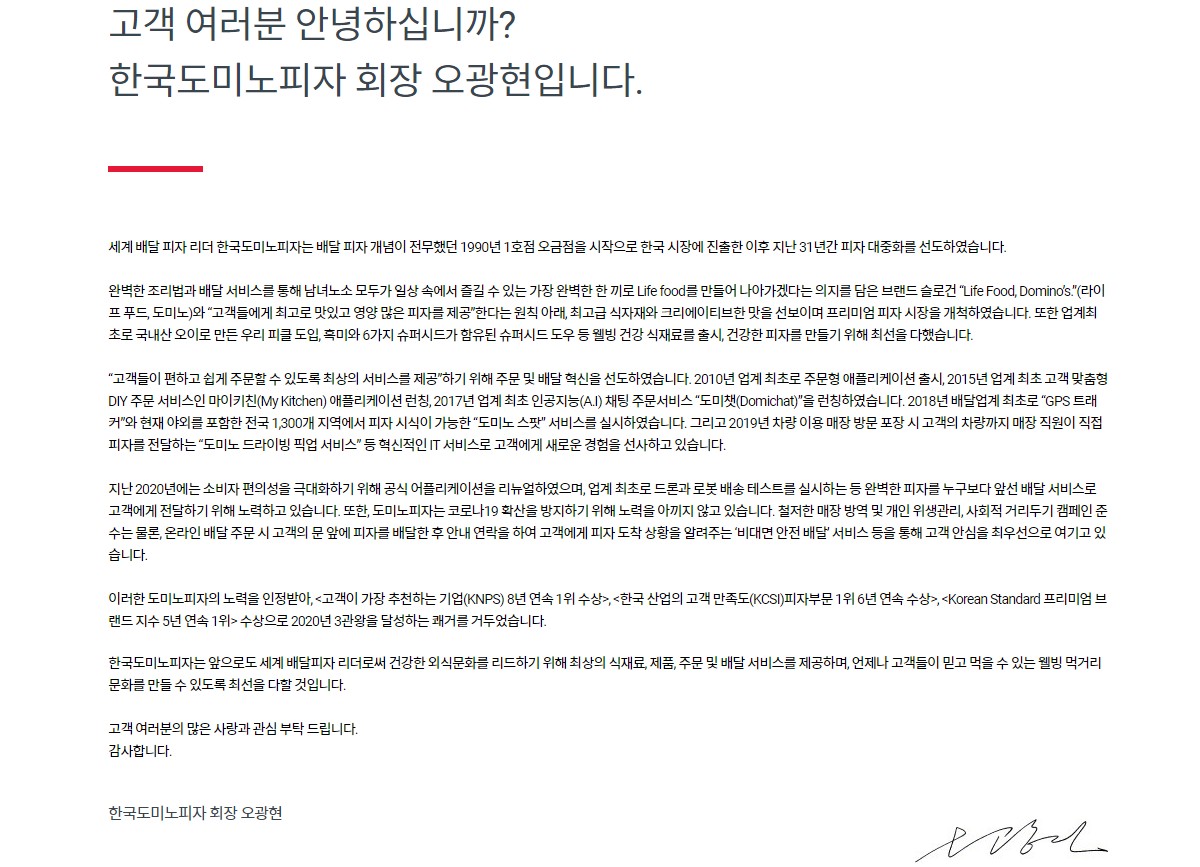 고객 여러분 안녕하십니까?
한국도미노피자 회장 오광현입니다.
세계 배달 피자 리더 한국도미노피자는 배달 피자 개념이 전무했던 1990년 1호점 오금점을 시작으로 한국 시장에 진출한 이후 지난 31년간 피자 대중화를 선도하였습니다.
완벽한 조리법과 배달 서비스를 통해 남녀노소 모두가 일상 속에서 즐길 수 있는 가장 완벽한 한 끼로 Life food를 만들어 나아가겠다는 의지를 담은 브랜드 슬로건 “Life Food, Domino’s.”(라이
프 푸드, 도미노)와 “고객들에게 최고로 맛있고 영양 많은 피자를 제공”한다는 원칙 아래, 최고급 식자재와 크리에이티브한 맛을 선보이며 프리미엄 피자 시장을 개척하였습니다. 또한 업계최
초로 국내산 오이로 만든 우리 피클 도입, 흑미와 6가지 슈퍼시드가 함유된 슈퍼시드 도우 등 웰빙 건강 식재료를 출시, 건강한 피자를 만들기 위해 최선을 다했습니다.
“고객들이 편하고 쉽게 주문할 수 있도록 최상의 서비스를 제공”하기 위해 주문 및 배달 혁신을 선도하였습니다. 2010년 업계 최초로 주문형 애플리케이션 출시, 2015년 업계 최초 고객 맞춤형
DIY 주문 서비스인 마이키친(My Kitchen) 애플리케이션 런칭, 2017년 업계 최초 인공지능(A.I) 채팅 주문서비스 “도미챗(Domichat)”을 런칭하였습니다. 2018년 배달업계 최초로 “GPS 트래
커”와 현재 야외를 포함한 전국 1,300개 지역에서 피자 시식이 가능한 “도미노 스팟” 서비스를 실시하였습니다. 그리고 2019년 차량 이용 매장 방문 포장 시 고객의 차량까지 매장 직원이 직접
피자를 전달하는 “도미노 드라이빙 픽업 서비스” 등 혁신적인 IT 서비스로 고객에게 새로운 경험을 선사하고 있습니다.
지난 2020년에는 소비자 편의성을 극대화하기 위해 공식 어플리케이션을 리뉴얼하였으며, 업계 최초로 드론과 로봇 배송 테스트를 실시하는 등 완벽한 피자를 누구보다 앞선 배달 서비스로
고객에게 전달하기 위해 노력하고 있습니다. 또한, 도미노피자는 코로나19 확산을 방지하기 위해 노력을 아끼지 않고 있습니다. 철저한 매장 방역 및 개인 위생관리, 사회적 거리두기 캠페인 준
수는 물론, 온라인 배달 주문 시 고객의 문 앞에 피자를 배달한 후 안내 연락을 하여 고객에게 피자 도착 상황을 알려주는 ‘비대면 안전 배달’ 서비스 등을 통해 고객 안심을 최우선으로 여기고 있
습니다.
이러한 도미노피자의 노력을 인정받아, <고객이 가장 추천하는 기업(KNPS) 8년 연속 1위 수상>, <한국 산업의 고객 만족도(KCSI)피자부문 1위 6년 연속 수상>, <Korean Standard 프리미엄 브
랜드 지수 5년 연속 1위> 수상으로 2020년 3관왕을 달성하는 쾌거를 거두었습니다.
한국도미노피자는 앞으로도 세계 배달피자 리더로써 건강한 외식문화를 리드하기 위해 최상의 식재료, 제품, 주문 및 배달 서비스를 제공하며, 언제나 고객들이 믿고 먹을 수 있는 웰빙 먹거리
문화를 만들 수 있도록 최선을 다할 것입니다.
고객 여러분의 많은 사랑과 관심 부탁 드립니다.
감사합니다.
한국도미노피자 회장 오광현